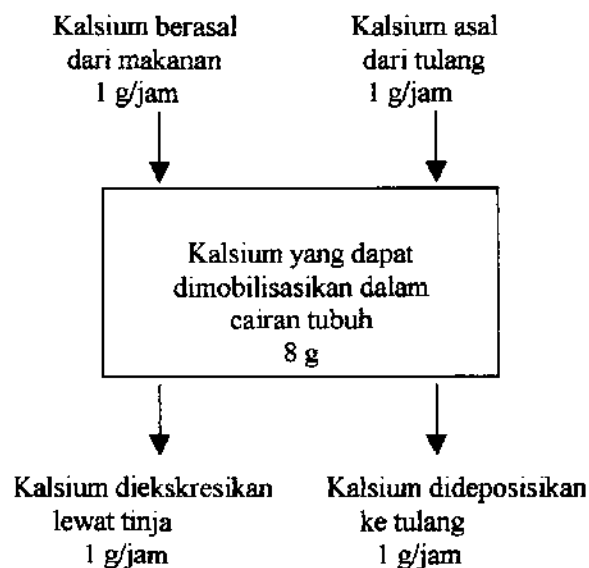 Kalsium berasal
dari makanan
1 g/jam
Kalsium asal
dari tulang
1 g/jam
Kalsium yang dapat
dimobilisasikan dalam
cairan tubuh
8 g
Kalsium diekskresikan
lewat tinja
1 g/jam
Kalsium dideposisikan
ke tulang
1 g/jam